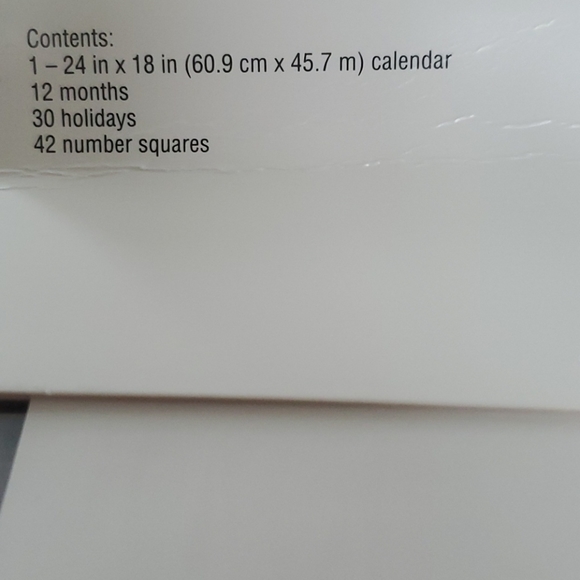 Contents:
1 – 24 in x 18 in (60.9 cm x 45.7 m) calendar
12 months
30 holidays
42 number squares